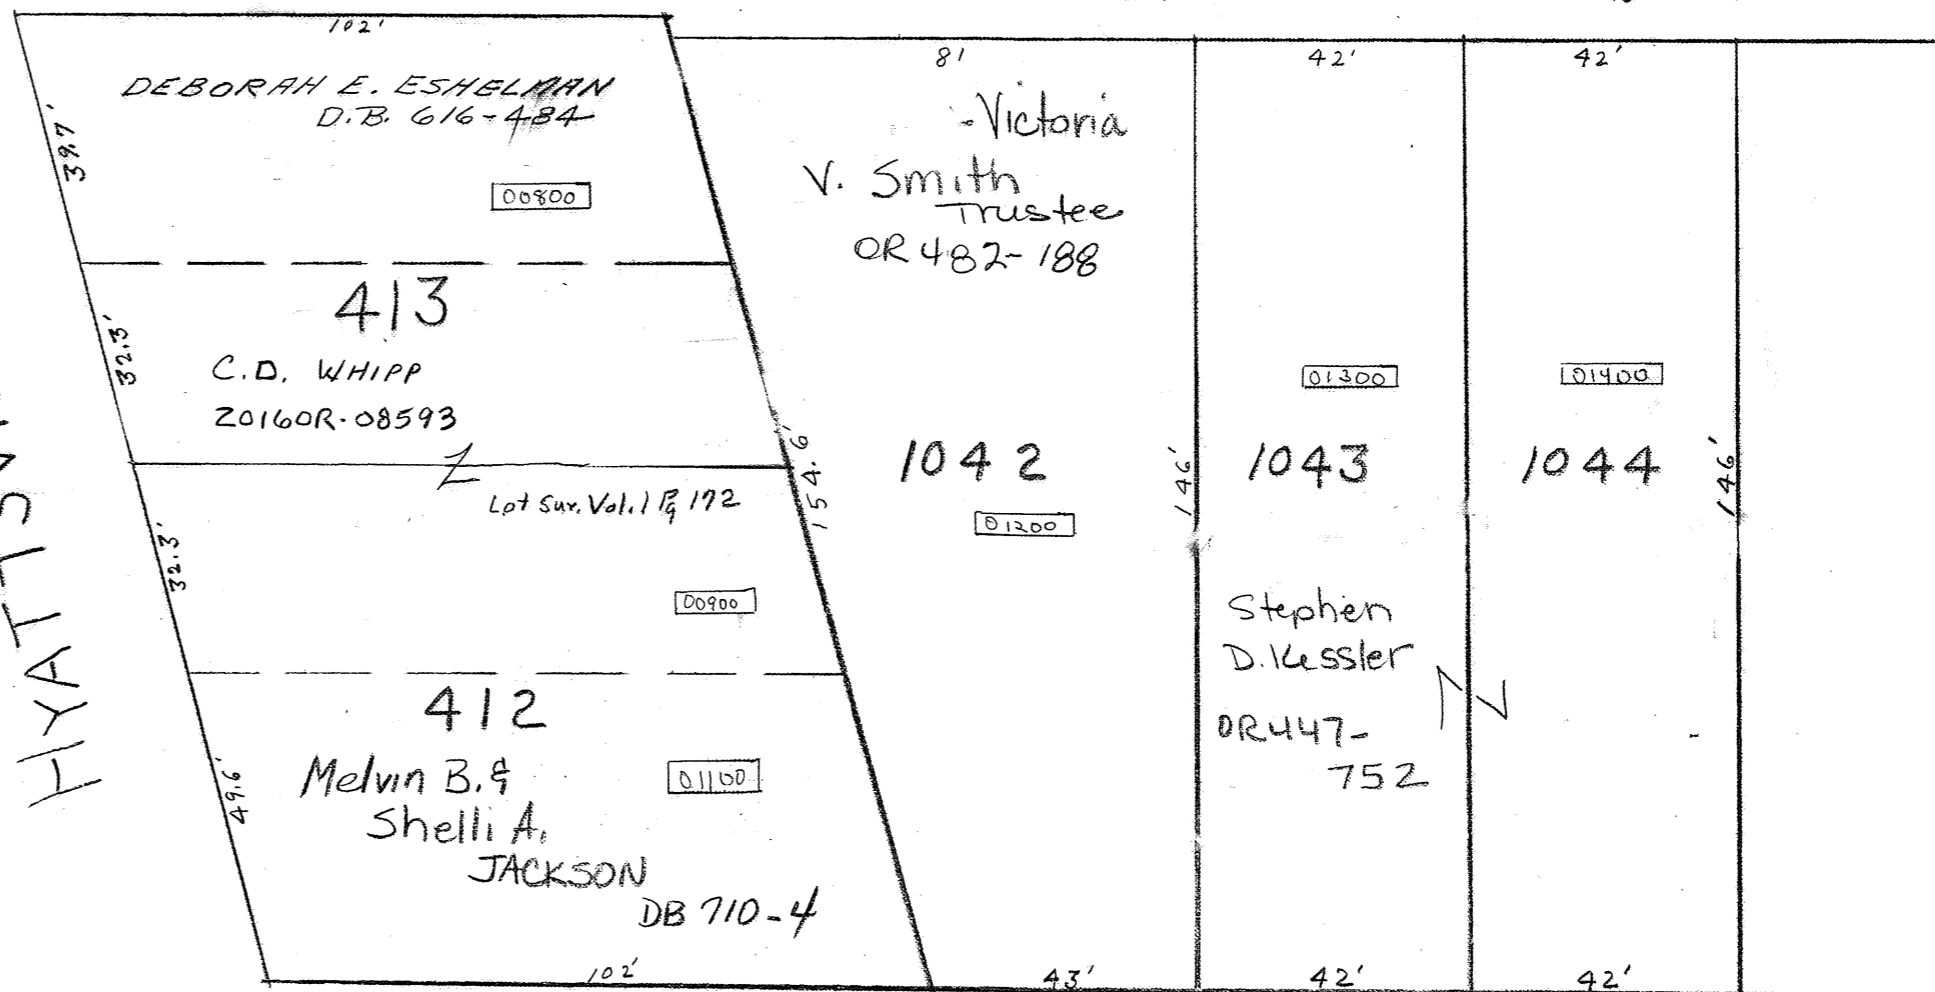 102'
DEBORAH E. ESHELMAN
D.B. 616-484
39.7'
00800
413
32.3'
C.D. WHIPP
2016OR-08593
Lot Sur. Vol. 1 Pg 172
32.3'
00900
412
Melvin B. &
Shelli A.
JACKSON
DB 710-4
01100
49.6'
102'
HYATTSV
154.6'
81
Victoria
V. Smith
Trustee
OR 482-188
1042
01200
43'
42'
01300
146'
1043
Stephen
D. Kessler
OR 447-
752
42'
42'
01400
1044
146'
42'